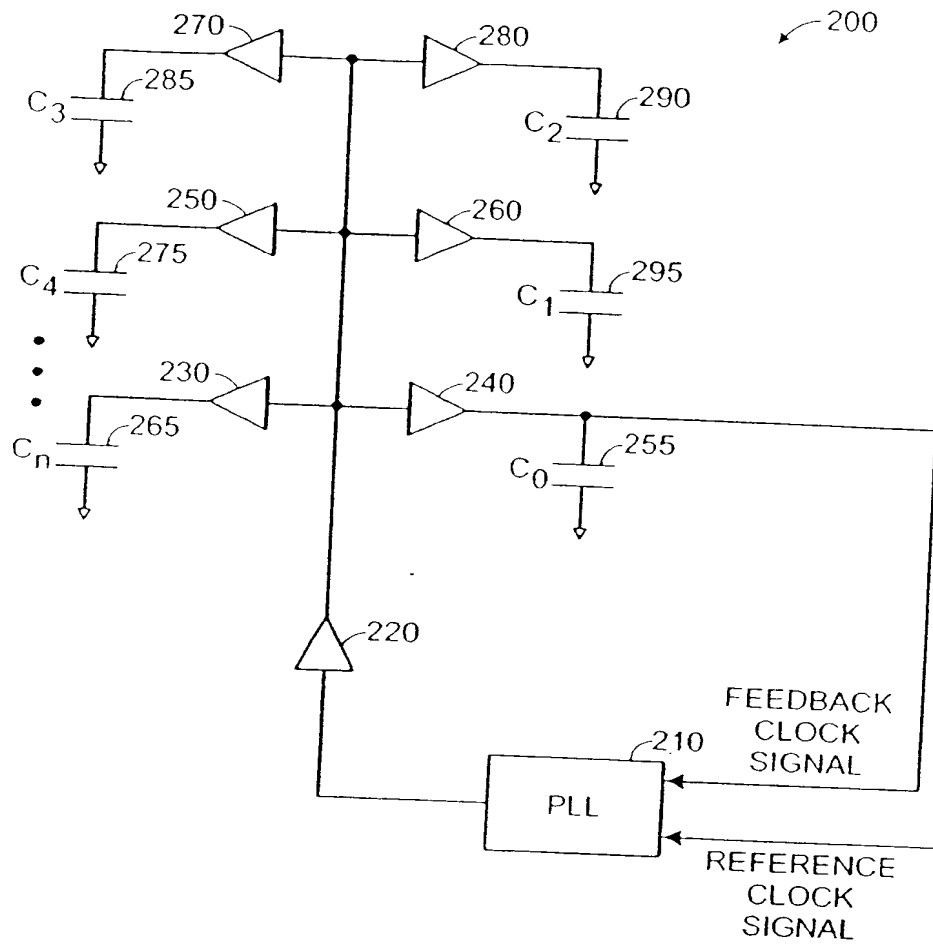 200
270
280
285
C3
290
C2
250
260
275
C4
295
C1
230
240
265
Cn
255
C0
220
FEEDBACK
CLOCK
SIGNAL
210
PLL
REFERENCE
CLOCK
SIGNAL